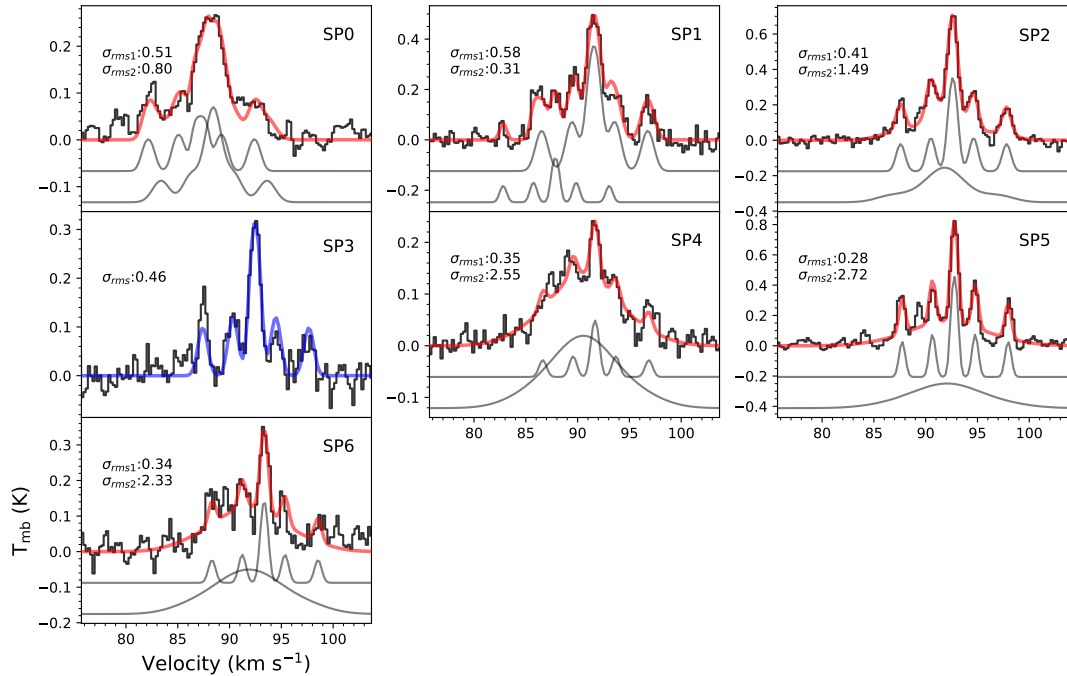 SP0
σrms1:0.51
σrms2:0.80
0.2
0.1
0.0
−0.1
SP1
σrms1:0.58
σrms2:0.31
0.4
0.2
0.0
−0.2
SP2
σrms1:0.41
σrms2:1.49
0.6
0.4
0.2
0.0
−0.2
−0.4
SP3
σrms:0.46
0.3
0.2
0.1
0.0
SP4
σrms1:0.35
σrms2:2.55
0.2
0.1
0.0
−0.1
80 85 90 95 100
SP5
σrms1:0.28
σrms2:2.72
0.8
0.6
0.4
0.2
0.0
−0.2
−0.4
80 85 90 95 100
SP6
σrms1:0.34
σrms2:2.33
0.3
0.2
0.1
0.0
−0.1
−0.2
Tmb (K)
80 85 90 95 100
Velocity (km s−1)